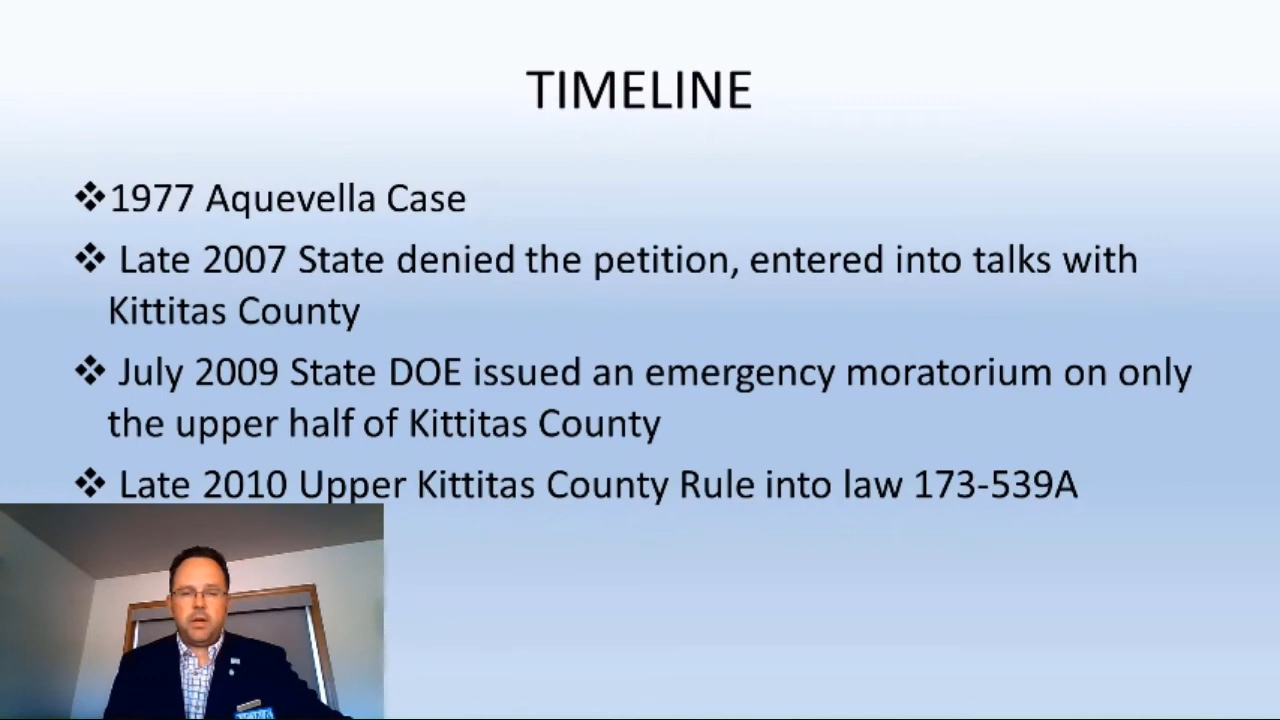 TIMELINE
❖1977 Aquevella Case
❖ Late 2007 State denied the petition, entered into talks with
Kittitas County
❖ July 2009 State DOE issued an emergency moratorium on only
the upper half of Kittitas County
❖ Late 2010 Upper Kittitas County Rule into law 173-539A